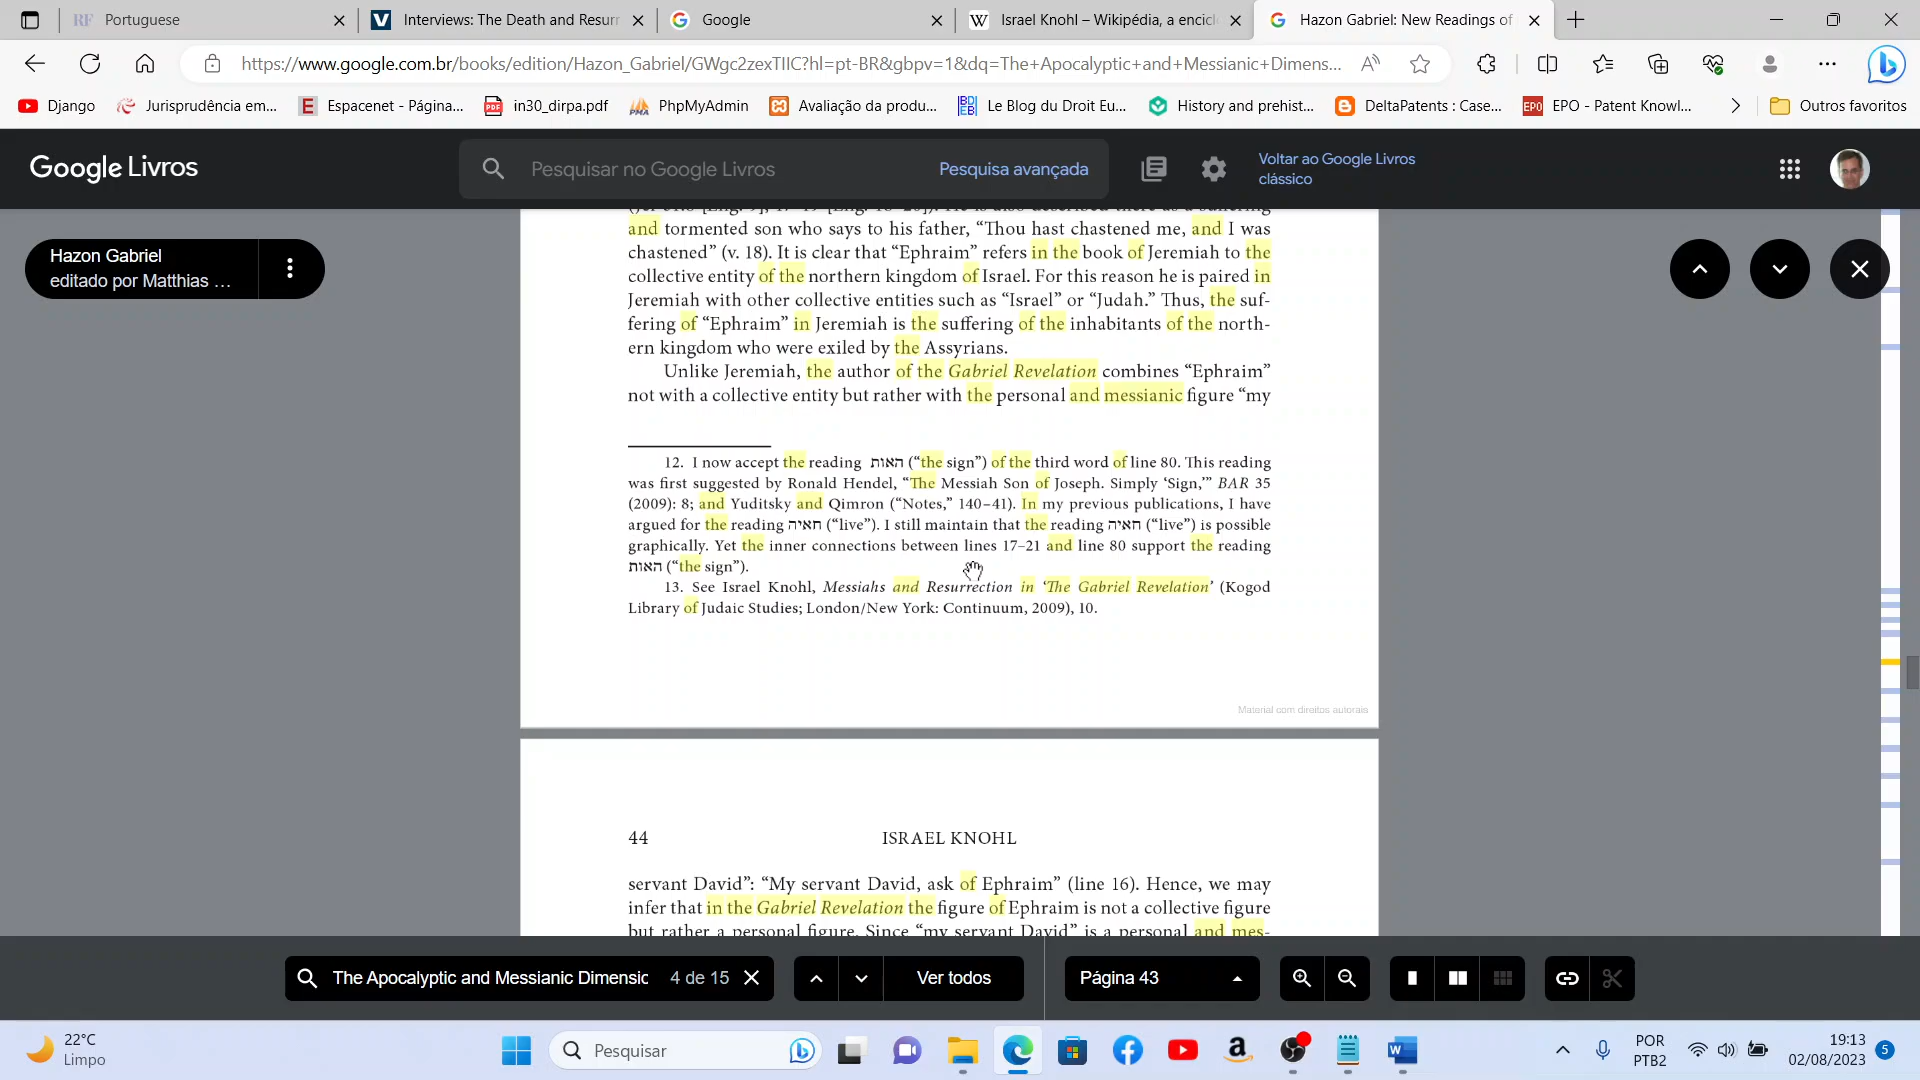 Portuguese
Interviews: The Death and Resurr
Google
Israel Knohl – Wikipédia, a encicl
Hazon Gabriel: New Readings of
https://www.google.com.br/books/edition/Hazon_Gabriel/GWgc2zexTIIC?hl=pt-BR&gbpv=1&dq=The+Apocalyptic+and+Messianic+Dimens...
Django
Jurisprudência em...
Espacenet - Página...
in30_dirpa.pdf
PhpMyAdmin
Avaliação da produ...
Le Blog du Droit Eu...
History and prehist...
DeltaPatents : Case...
EPO - Patent Knowl...
Outros favoritos
Google Livros
Pesquisar no Google Livros
Pesquisa avançada
Voltar ao Google Livros
clássico
Hazon Gabriel
editado por Matthias ...
and tormented son who says to his father, “Thou hast chastened me, and I was
chastened” (v. 18). It is clear that “Ephraim” refers in the book of Jeremiah to the
collective entity of the northern kingdom of Israel. For this reason he is paired in
Jeremiah with other collective entities such as “Israel” or “Judah.” Thus, the suf-
fering of “Ephraim” in Jeremiah is the suffering of the inhabitants of the north-
ern kingdom who were exiled by the Assyrians.
Unlike Jeremiah, the author of the Gabriel Revelation combines “Ephraim”
not with a collective entity but rather with the personal and messianic figure “my
12. I now accept the reading האות (“the sign”) of the third word of line 80. This reading
was first suggested by Ronald Hendel, “The Messiah Son of Joseph. Simply ‘Sign,’” BAR 35
(2009): 8; and Yuditsky and Qimron (“Notes,” 140–41). In my previous publications, I have
argued for the reading חאיה (“live”). I still maintain that the reading חאיה (“live”) is possible
graphically. Yet the inner connections between lines 17–21 and line 80 support the reading
האות (“the sign”).
13. See Israel Knohl, Messiahs and Resurrection in ‘The Gabriel Revelation’ (Kogod
Library of Judaic Studies; London/New York: Continuum, 2009), 10.
Material com direitos autorais
44 ISRAEL KNOHL
servant David”: “My servant David, ask of Ephraim” (line 16). Hence, we may
infer that in the Gabriel Revelation the figure of Ephraim is not a collective figure
but rather a personal figure. Since “my servant David” is a personal and mes-
The Apocalyptic and Messianic Dimensic
4 de 15
Ver todos
Página 43
22°C
Limpo
Pesquisar
POR
PTB2
19:13
02/08/2023
5